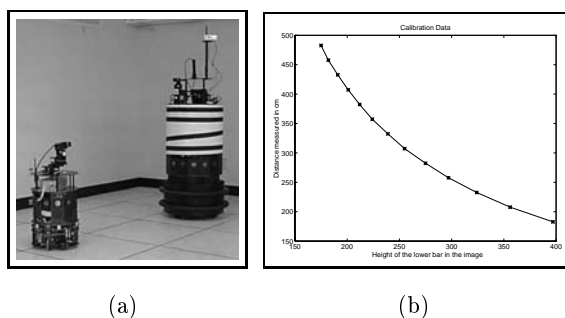 Calibration Data
Distance measured in cm
500
450
400
350
300
250
200
150
150 200 250 300 350 400
Height of the lower bar in the image
(a) (b)